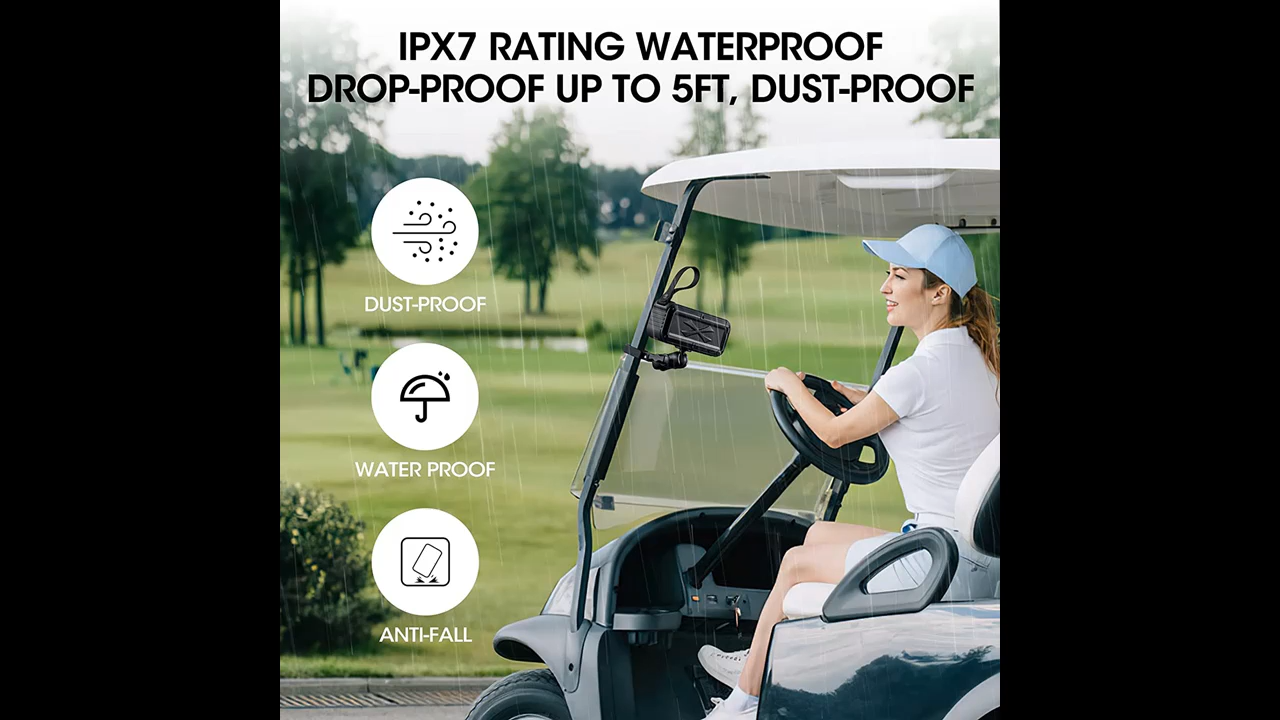 IPX7 RATING WATERPROOF
DROP-PROOF UP TO 5FT, DUST-PROOF
DUST-PROOF
WATER PROOF
ANTI-FALL